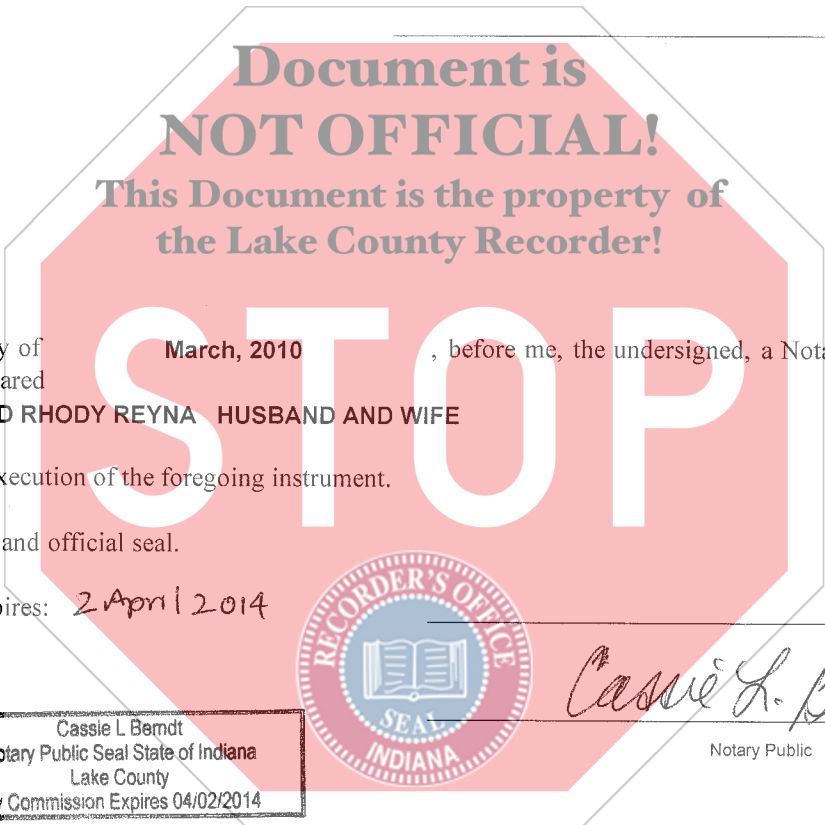 Document is
NOT OFFICIAL!
This Document is the property of
the Lake County Recorder!
STOP
y of March, 2010 , before me, the undersigned, a Nota
ared
D RHODY REYNA HUSBAND AND WIFE
xecution of the foregoing instrument.
and official seal.
ires: 2 April 2014
RECORDER'S OFFICE
SEAL
INDIANA
Cassie L. B
Notary Public
Cassie L Berndt
otary Public Seal State of Indiana
Lake County
y Commission Expires 04/02/2014